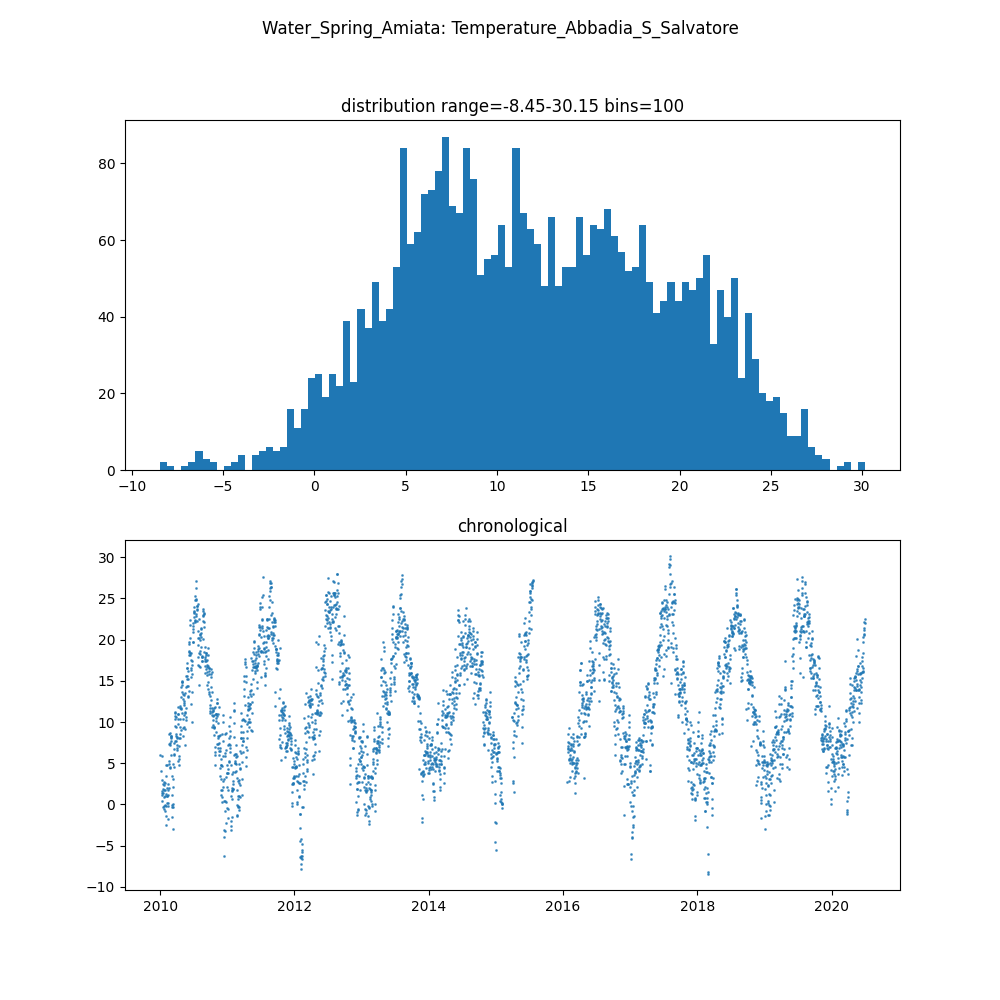 Water_Spring_Amiata: Temperature_Abbadia_S_Salvatore
distribution range=-8.45-30.15 bins=100
80
60
40
20
0
−10 −5 0 5 10 15 20 25 30
chronological
30
25
20
15
10
5
0
−5
−10
2010 2012 2014 2016 2018 2020